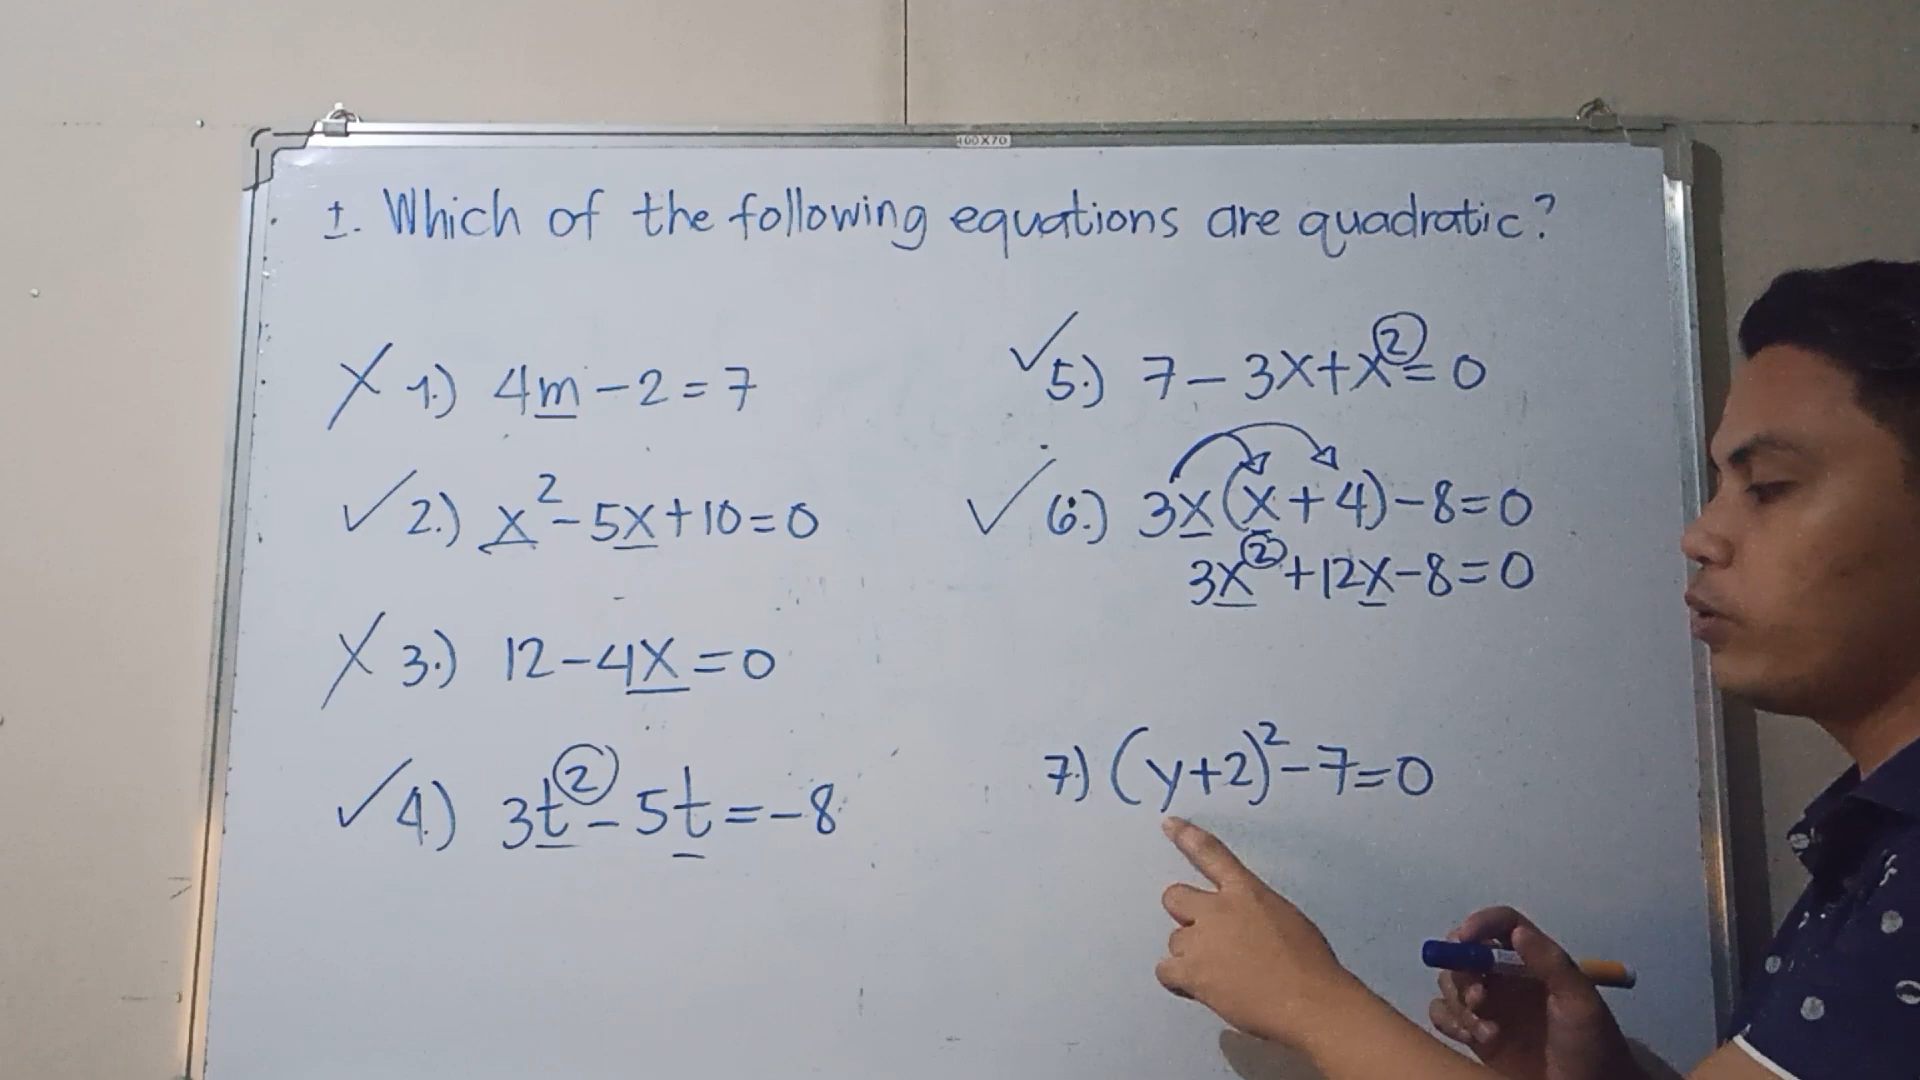 I. Which of the following equations are quadratic?
X 1.) 4m - 2 = 7
✓ 2.) x² - 5x + 10 = 0
X 3.) 12 - 4x = 0
✓ 4.) 3t² - 5t = -8
✓ 5.) 7 - 3x + x² = 0
✓ 6.) 3x(x + 4) - 8 = 0
3x² + 12x - 8 = 0
7.) (y + 2)² - 7 = 0
100X70